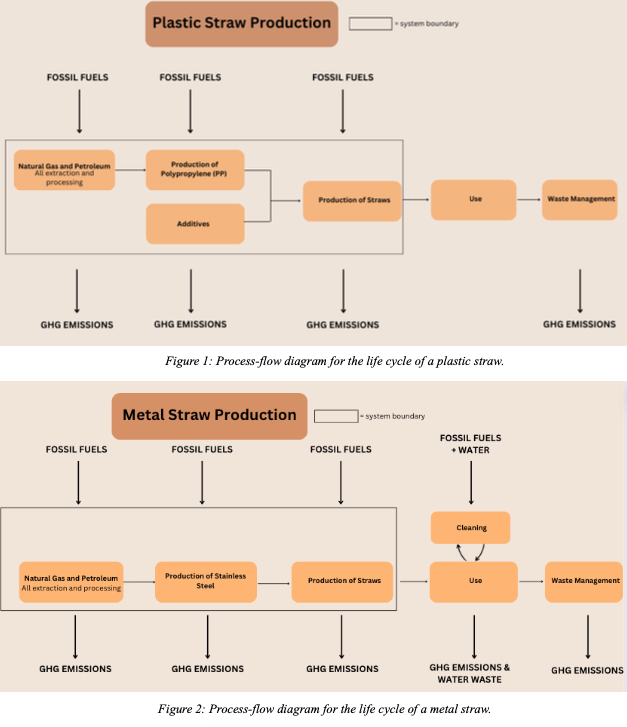 Plastic Straw Production
= system boundary
FOSSIL FUELS
FOSSIL FUELS
FOSSIL FUELS
Natural Gas and Petroleum
All extraction and
processing
Production of
Polypropylene (PP)
Additives
Production of Straws
Use
Waste Management
GHG EMISSIONS
GHG EMISSIONS
GHG EMISSIONS
GHG EMISSIONS
Figure 1: Process-flow diagram for the life cycle of a plastic straw.
Metal Straw Production
= system boundary
FOSSIL FUELS
FOSSIL FUELS
FOSSIL FUELS
FOSSIL FUELS
+ WATER
Cleaning
Natural Gas and Petroleum
All extraction and processing
Production of Stainless
Steel
Production of Straws
Use
Waste Management
GHG EMISSIONS
GHG EMISSIONS
GHG EMISSIONS
GHG EMISSIONS &
WATER WASTE
GHG EMISSIONS
Figure 2: Process-flow diagram for the life cycle of a metal straw.